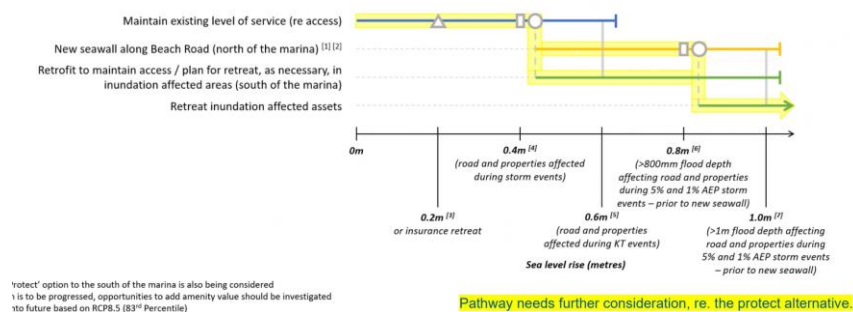 Maintain existing level of service (re access)
New seawall along Beach Road (north of the marina) [1] [2]
Retrofit to maintain access / plan for retreat, as necessary, in
inundation affected areas (south of the marina)
Retreat inundation affected assets
0m
0.4m [4]
(road and properties affected
during storm events)
0.8m [6]
(>800mm flood depth
affecting road and properties
during 5% and 1% AEP storm
events – prior to new seawall)
0.2m [3]
or insurance retreat
0.6m [5]
(road and properties
affected during KT events)
1.0m [7]
(>1m flood depth affecting
road and properties during
5% and 1% AEP storm events
– prior to new seawall)
Sea level rise (metres)
'Protect' option to the south of the marina is also being considered
is to be progressed, opportunities to add amenity value should be investigated
into future based on RCP8.5 (83rd Percentile)
Pathway needs further consideration, re. the protect alternative.